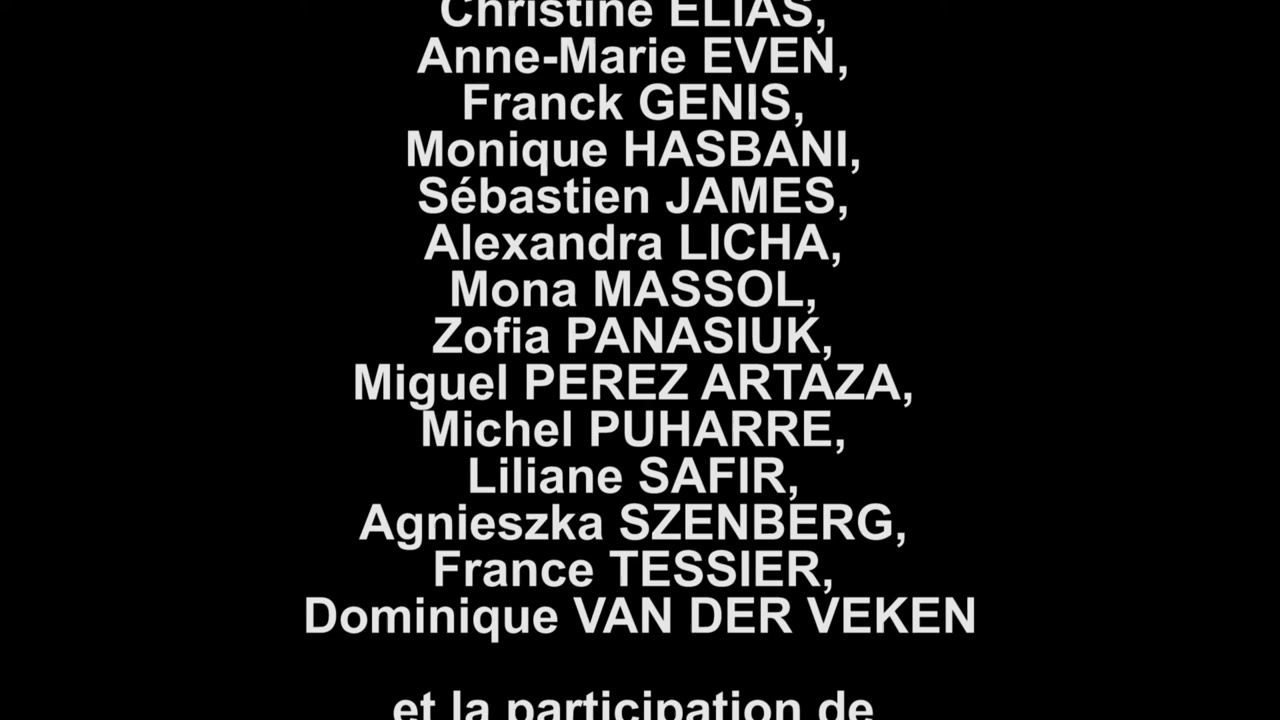 Christine ELIAS,
Anne-Marie EVEN,
Franck GENIS,
Monique HASBANI,
Sébastien JAMES,
Alexandra LICHA,
Mona MASSOL,
Zofia PANASIUK,
Miguel PEREZ ARTAZA,
Michel PUHARRE,
Liliane SAFIR,
Agnieszka SZENBERG,
France TESSIER,
Dominique VAN DER VEKEN
et la participation de